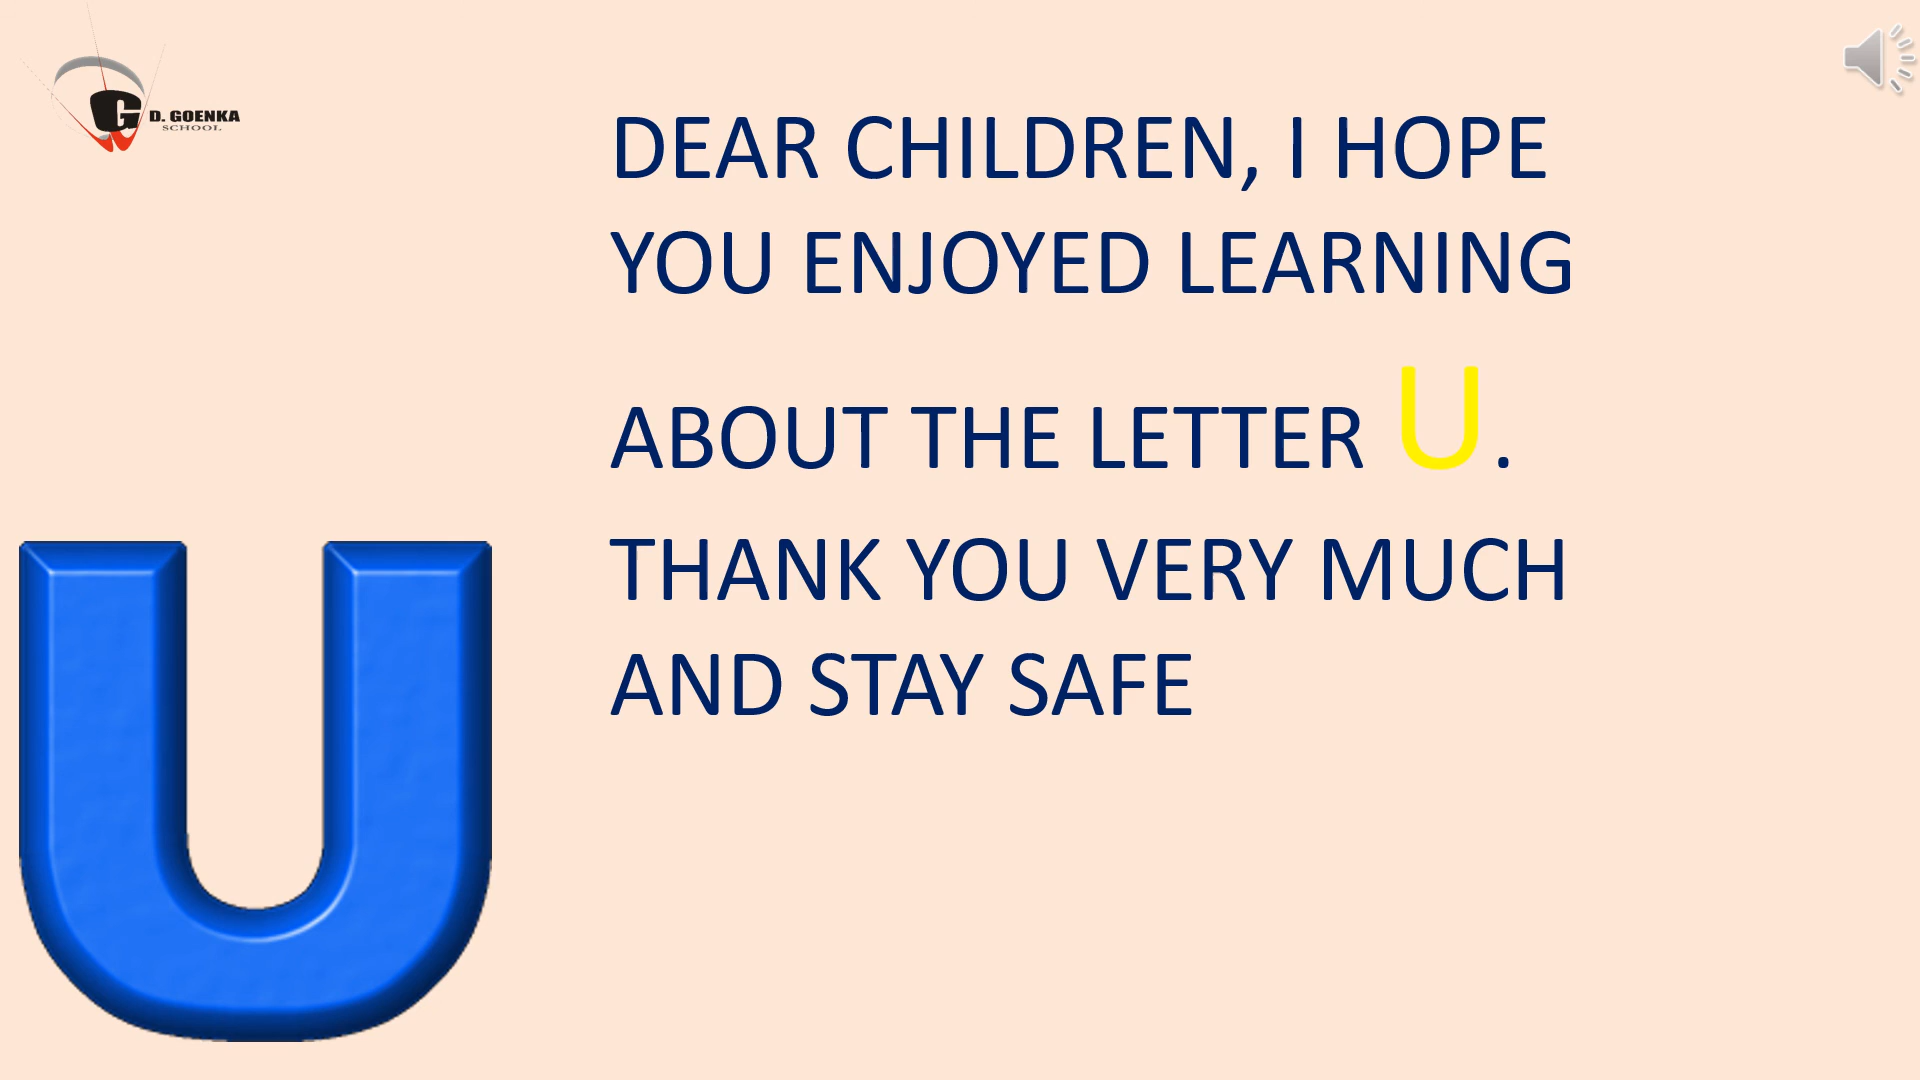 G D. GOENKA
SCHOOL
DEAR CHILDREN, I HOPE
YOU ENJOYED LEARNING
ABOUT THE LETTER U.
THANK YOU VERY MUCH
AND STAY SAFE
U